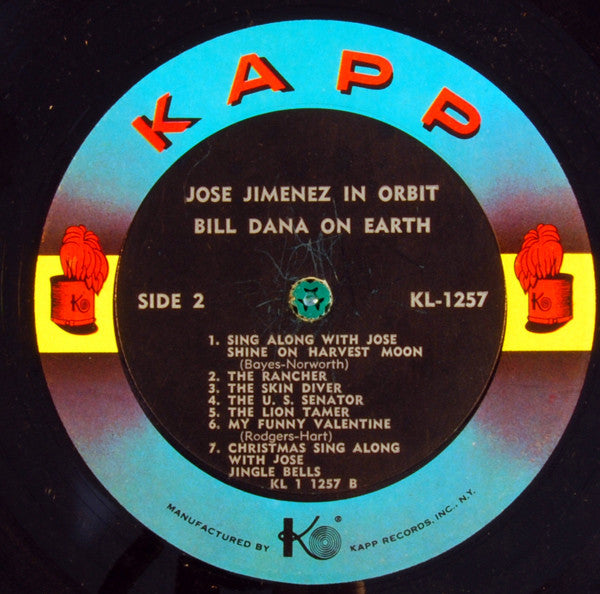 KAPP
JOSE JIMENEZ IN ORBIT
BILL DANA ON EARTH
SIDE 2
KL-1257
1. SING ALONG WITH JOSE
SHINE ON HARVEST MOON
(Bayes-Norworth)
2. THE RANCHER
3. THE SKIN DIVER
4. THE U. S. SENATOR
5. THE LION TAMER
6. MY FUNNY VALENTINE
(Rodgers-Hart)
7. CHRISTMAS SING ALONG
WITH JOSE
JINGLE BELLS
KL 1 1257 B
MANUFACTURED BY K ® KAPP RECORDS, INC., N.Y.